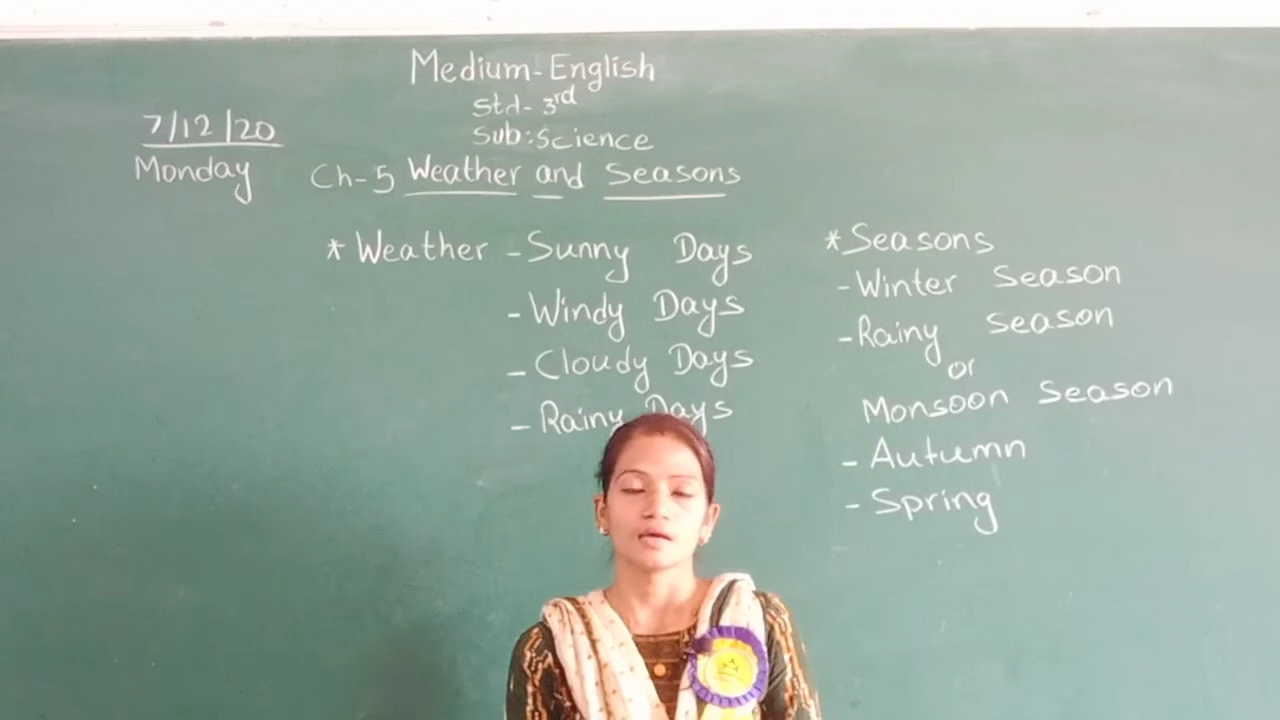 Medium-English
Std- 3rd
Sub:Science
7/12/20
Monday
Ch-5 Weather and Seasons
* Weather - Sunny Days
- Windy Days
- Cloudy Days
- Rainy Days
* Seasons
- Winter Season
- Rainy Season
or
Monsoon Season
- Autumn
- Spring